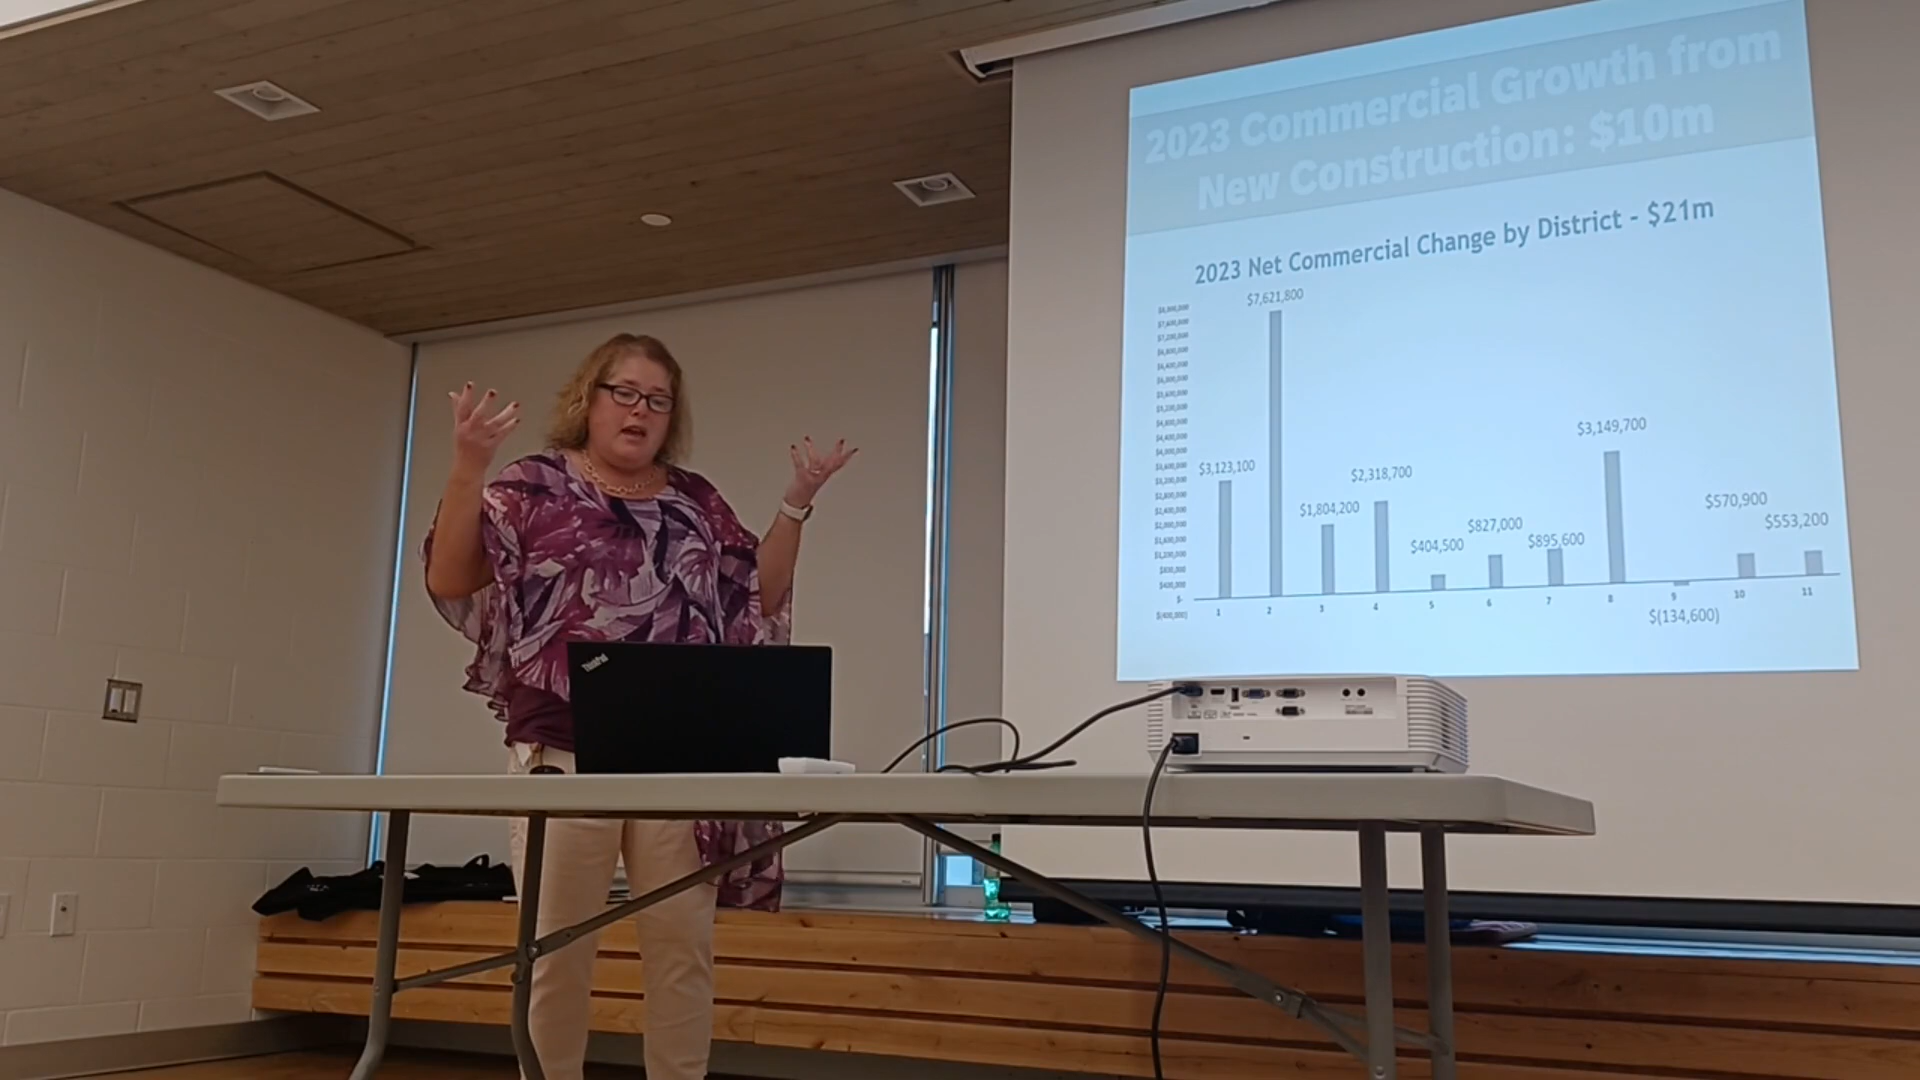 2023 Commercial Growth from
New Construction: $10m
2023 Net Commercial Change by District - $21m
$7,621,800
$3,123,100
$1,804,200
$2,318,700
$404,500
$827,000
$895,600
$3,149,700
$570,900
$553,200
1 2 3 4 5 6 7 8 9 10 11
$(134,600)
ThinkPad